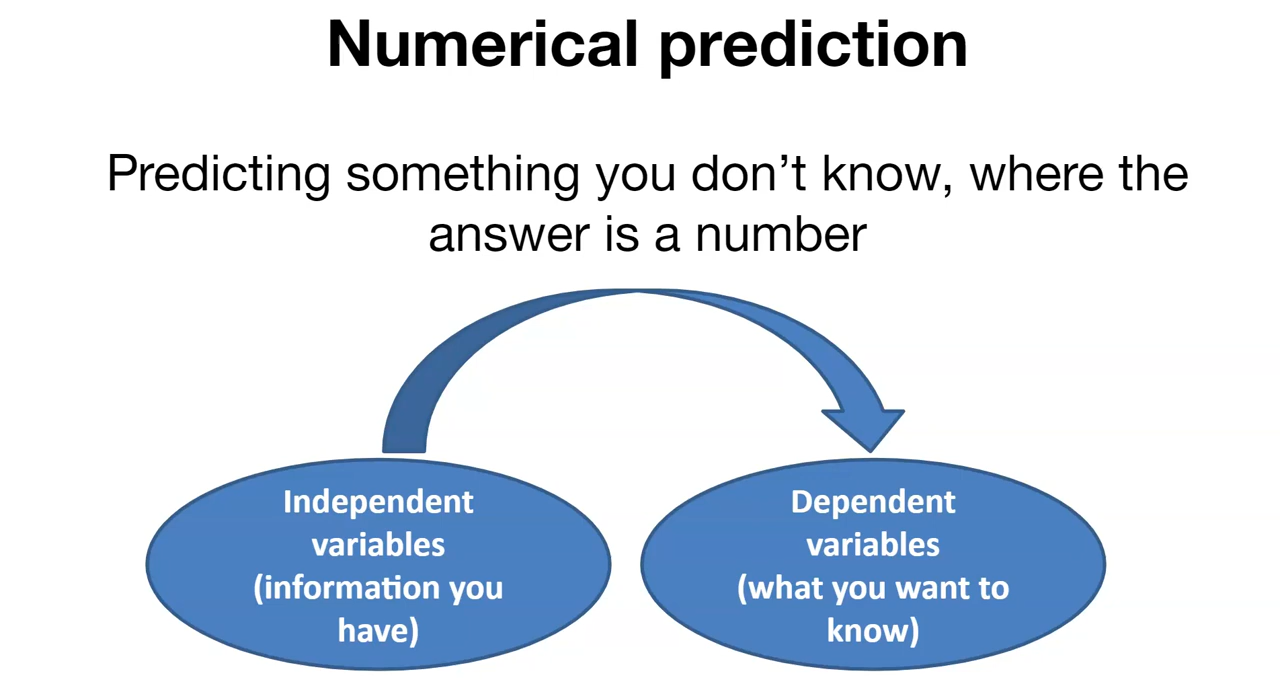 Numerical prediction
Predicting something you don’t know, where the
answer is a number
Independent
variables
(information you
have)
Dependent
variables
(what you want to
know)